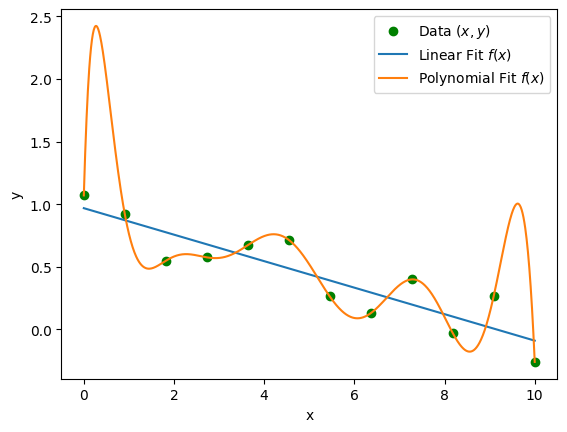 2.5
2.0
1.5
1.0
0.5
0.0
y
0
2
4
6
8
10
x
Data (x, y)
Linear Fit f(x)
Polynomial Fit f(x)